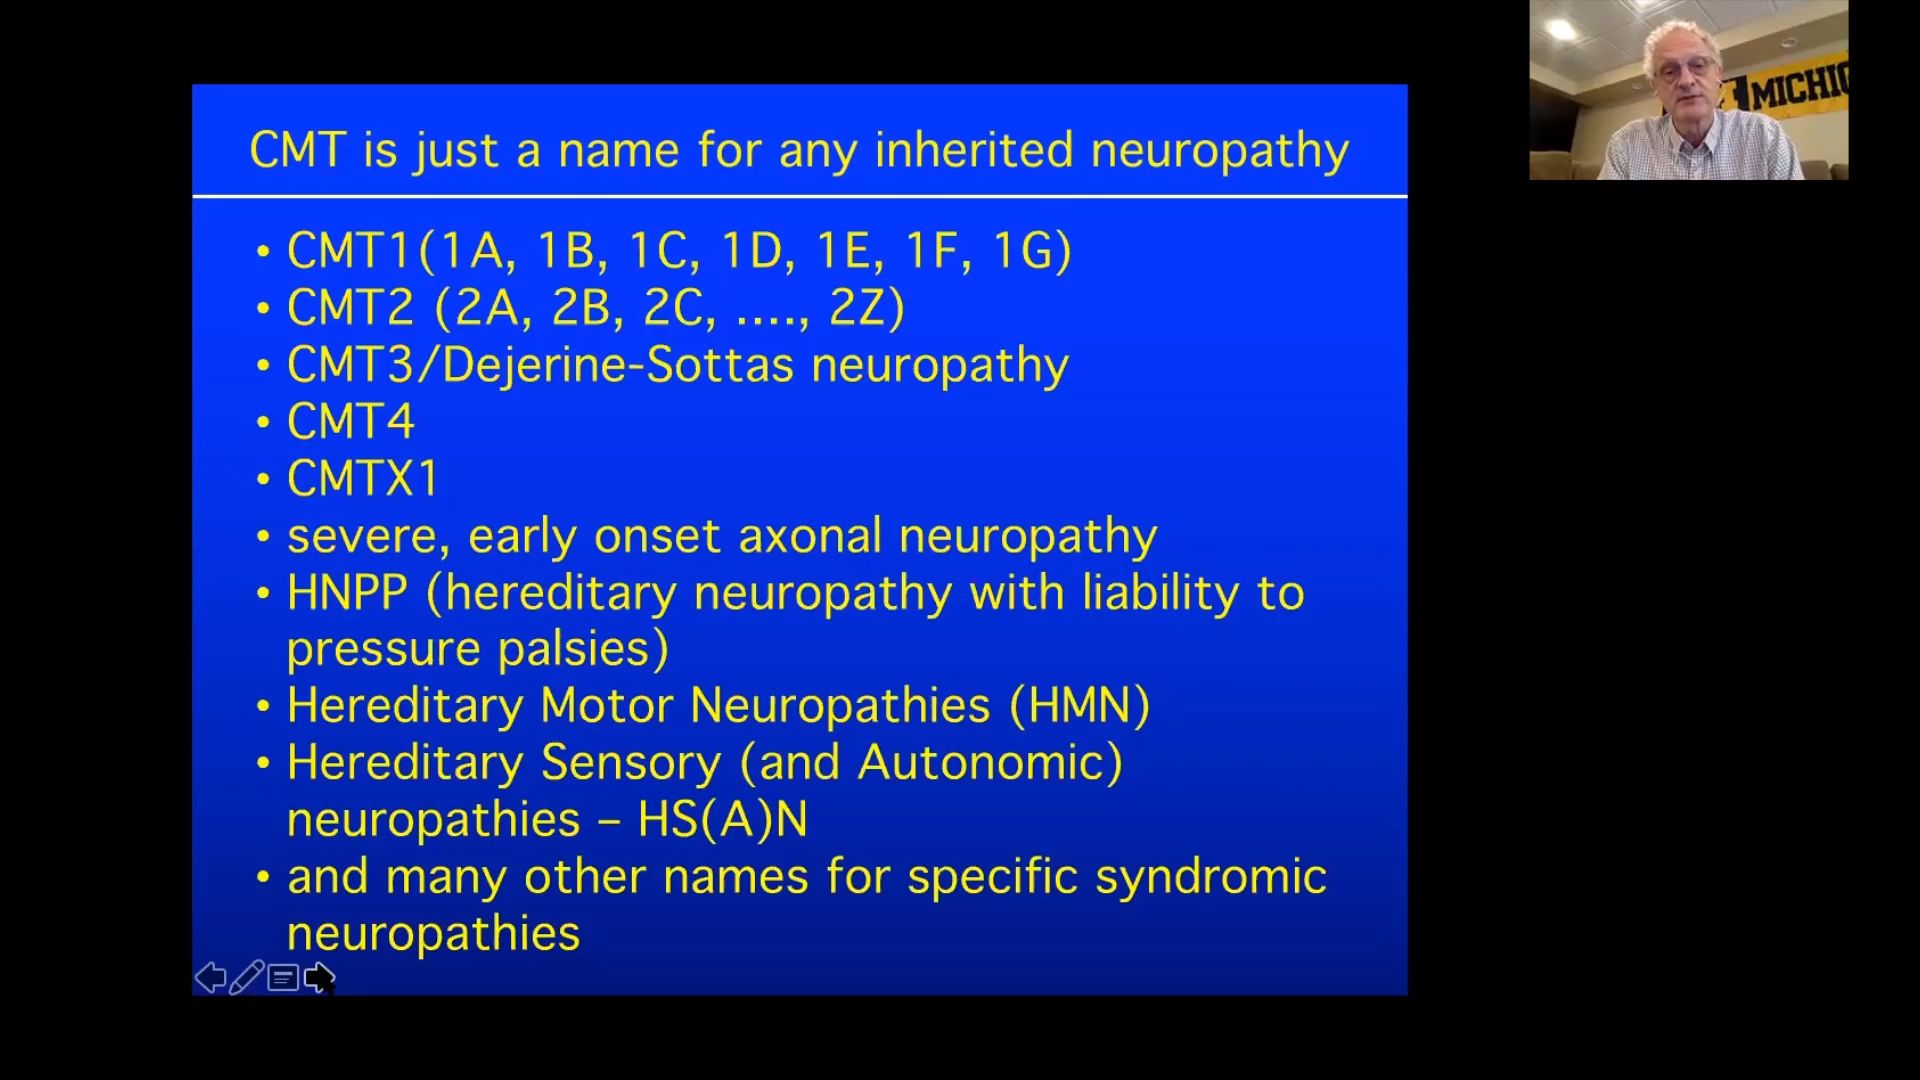 CMT is just a name for any inherited neuropathy
• CMT1(1A, 1B, 1C, 1D, 1E, 1F, 1G)
• CMT2 (2A, 2B, 2C, ...., 2Z)
• CMT3/Dejerine-Sottas neuropathy
• CMT4
• CMTX1
• severe, early onset axonal neuropathy
• HNPP (hereditary neuropathy with liability to
pressure palsies)
• Hereditary Motor Neuropathies (HMN)
• Hereditary Sensory (and Autonomic)
neuropathies – HS(A)N
• and many other names for specific syndromic
neuropathies
MICHIG